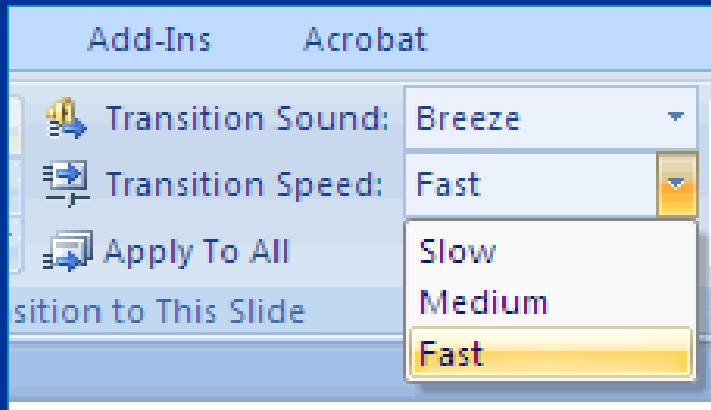 Add-Ins Acrobat
Transition Sound: Breeze
Transition Speed: Fast
Apply To All
Slow
Medium
Fast
sition to This Slide